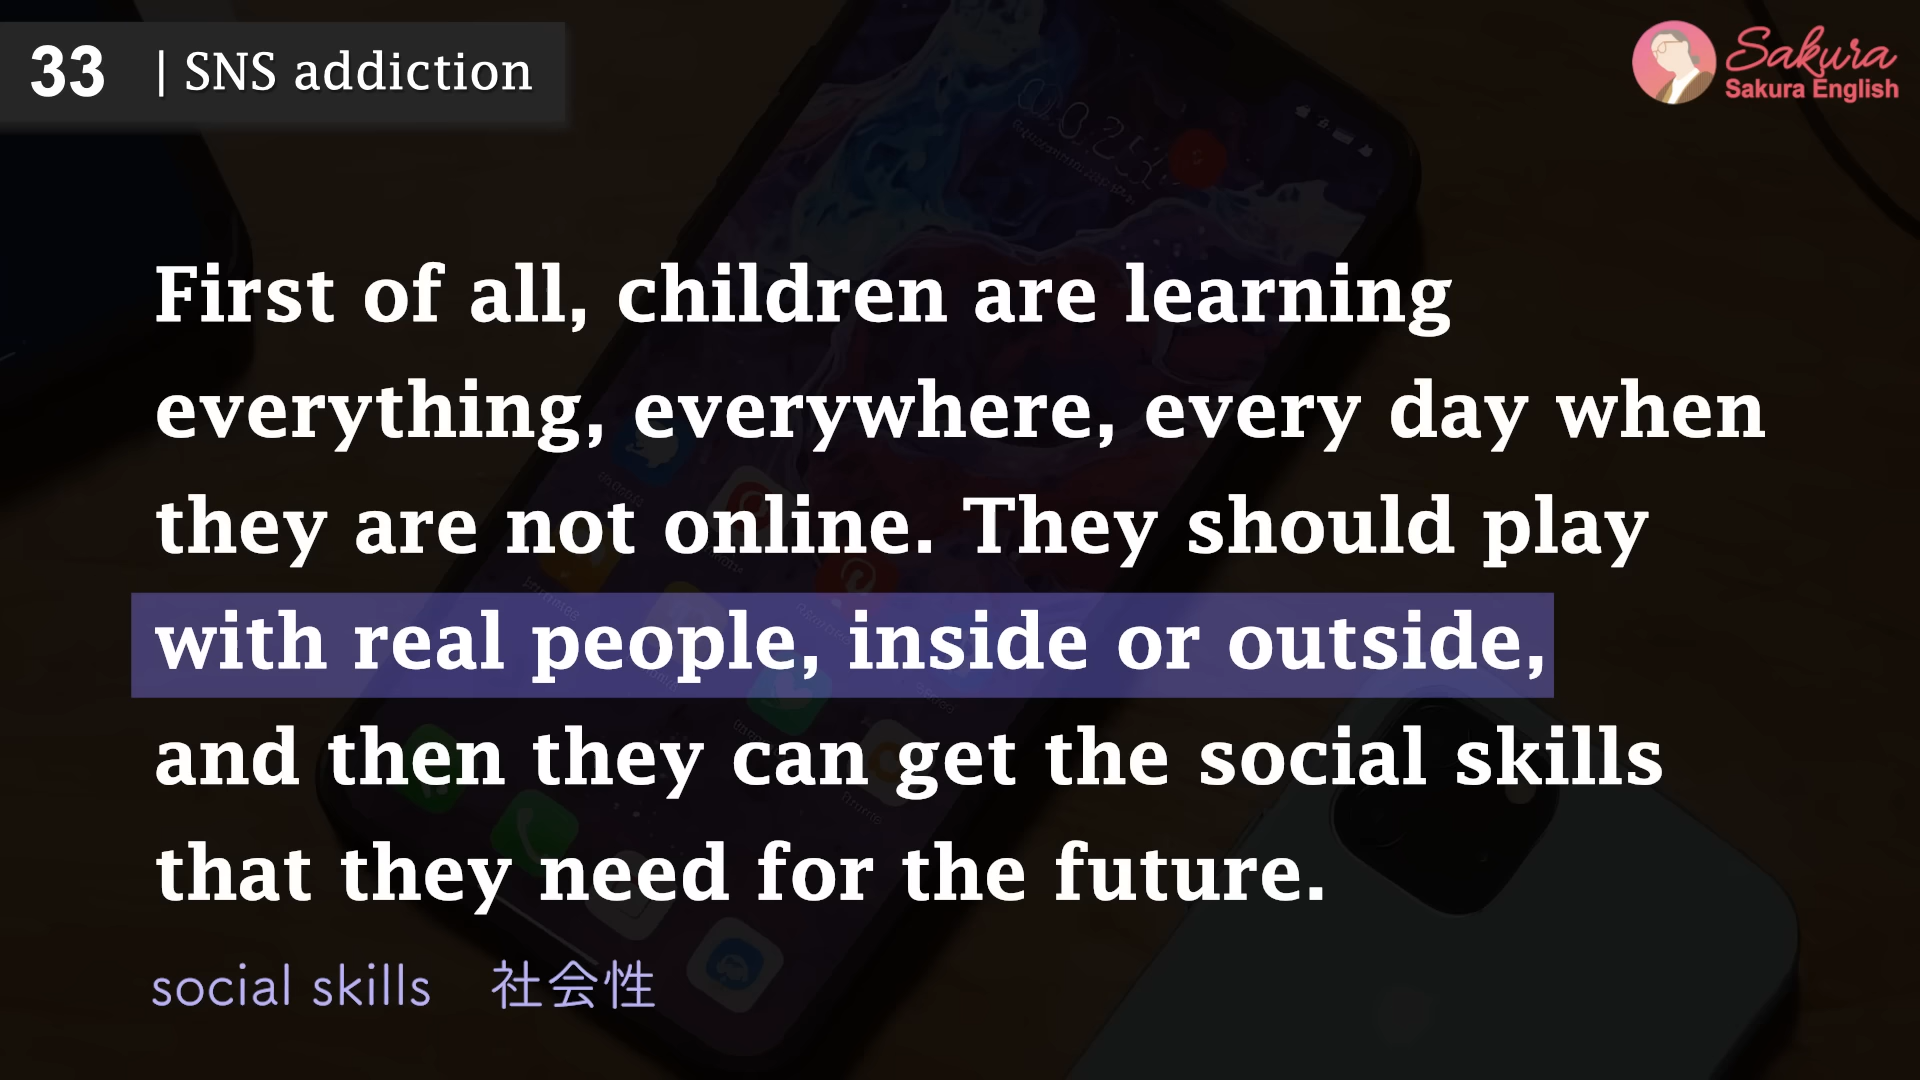 33 | SNS addiction
Sakura
Sakura English
First of all, children are learning
everything, everywhere, every day when
they are not online. They should play
with real people, inside or outside,
and then they can get the social skills
that they need for the future.
social skills 社会性